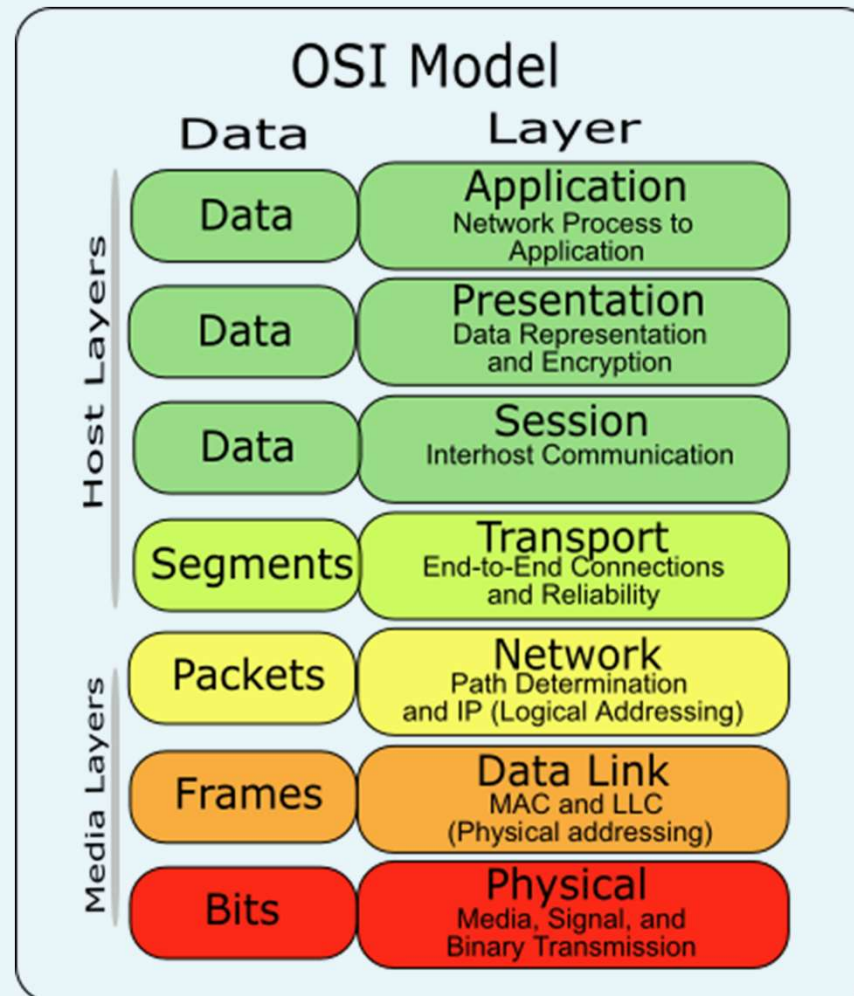 OSI Model
Data Layer
Host Layers
Data
Application
Network Process to
Application
Data
Presentation
Data Representation
and Encryption
Data
Session
Interhost Communication
Segments
Transport
End-to-End Connections
and Reliability
Media Layers
Packets
Network
Path Determination
and IP (Logical Addressing)
Frames
Data Link
MAC and LLC
(Physical addressing)
Bits
Physical
Media, Signal, and
Binary Transmission